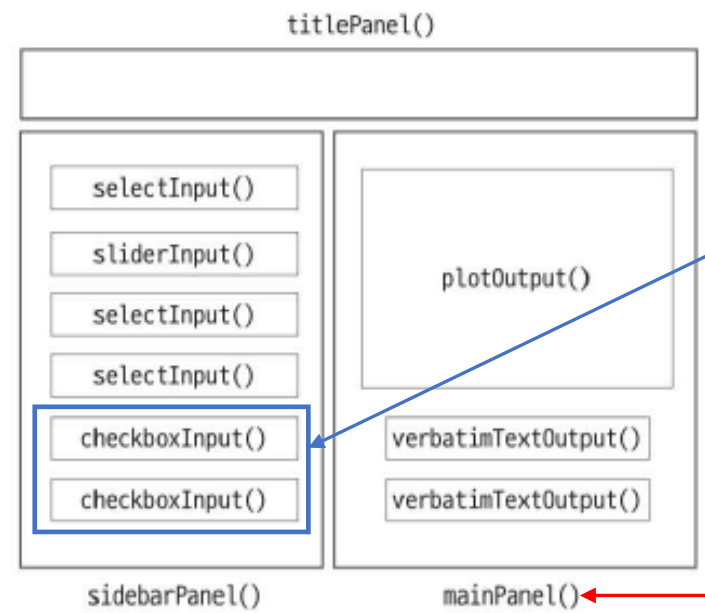 titlePanel()
selectInput()
sliderInput()
selectInput()
selectInput()
checkboxInput()
checkboxInput()
sidebarPanel()
plotOutput()
verbatimTextOutput()
verbatimTextOutput()
mainPanel()